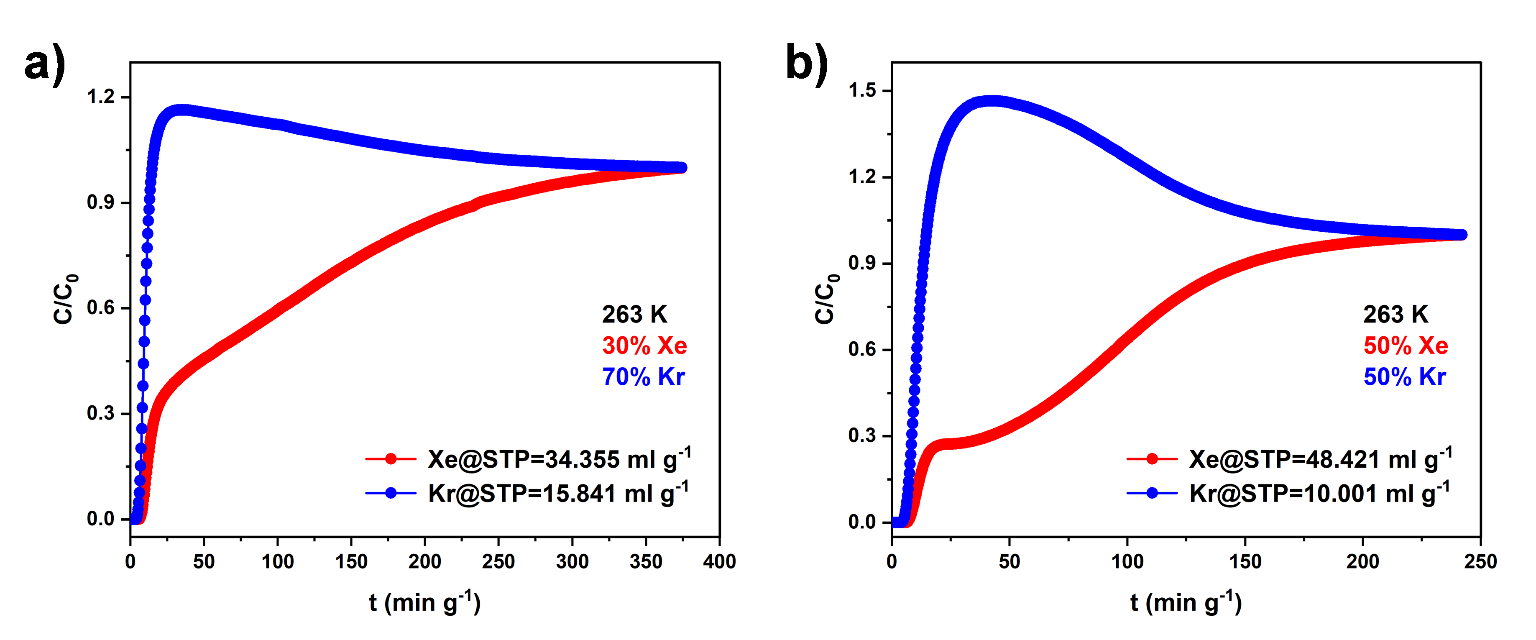 a)
C/C₀
1.2
0.9
0.6
0.3
0.0
263 K
30% Xe
70% Kr
Xe@STP=34.355 ml g⁻¹
Kr@STP=15.841 ml g⁻¹
0 50 100 150 200 250 300 350 400
t (min g⁻¹)
b)
C/C₀
1.5
1.2
0.9
0.6
0.3
0.0
263 K
50% Xe
50% Kr
Xe@STP=48.421 ml g⁻¹
Kr@STP=10.001 ml g⁻¹
0 50 100 150 200 250
t (min g⁻¹)